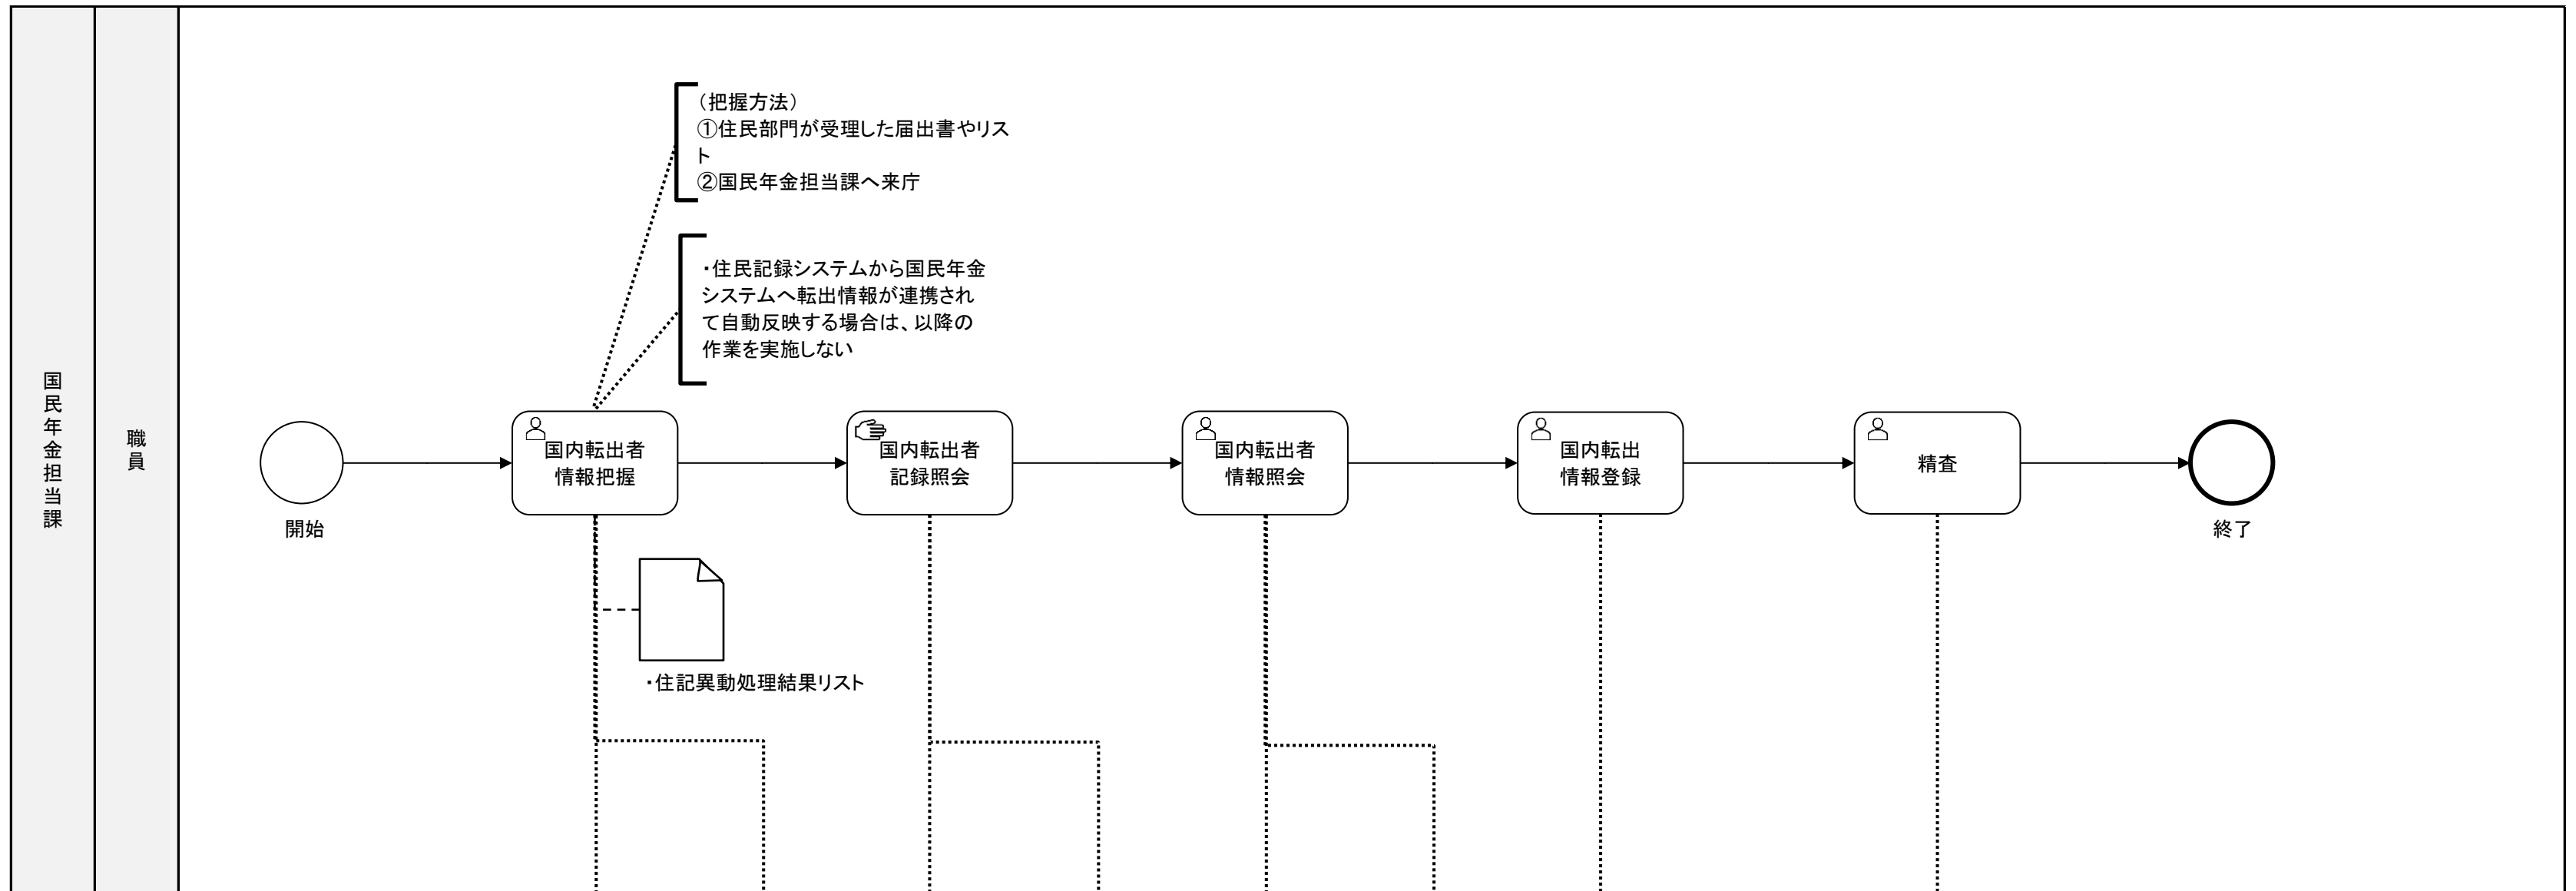 国民年金担当課
職員
（把握方法）
①住民部門が受理した届出書やリス
ト
②国民年金担当課へ来庁
・住民記録システムから国民年金
システムへ転出情報が連携され
て自動反映する場合は、以降の
作業を実施しない
開始
国内転出者
情報把握
国内転出者
記録照会
国内転出者
情報照会
国内転出
情報登録
精査
終了
・住記異動処理結果リスト